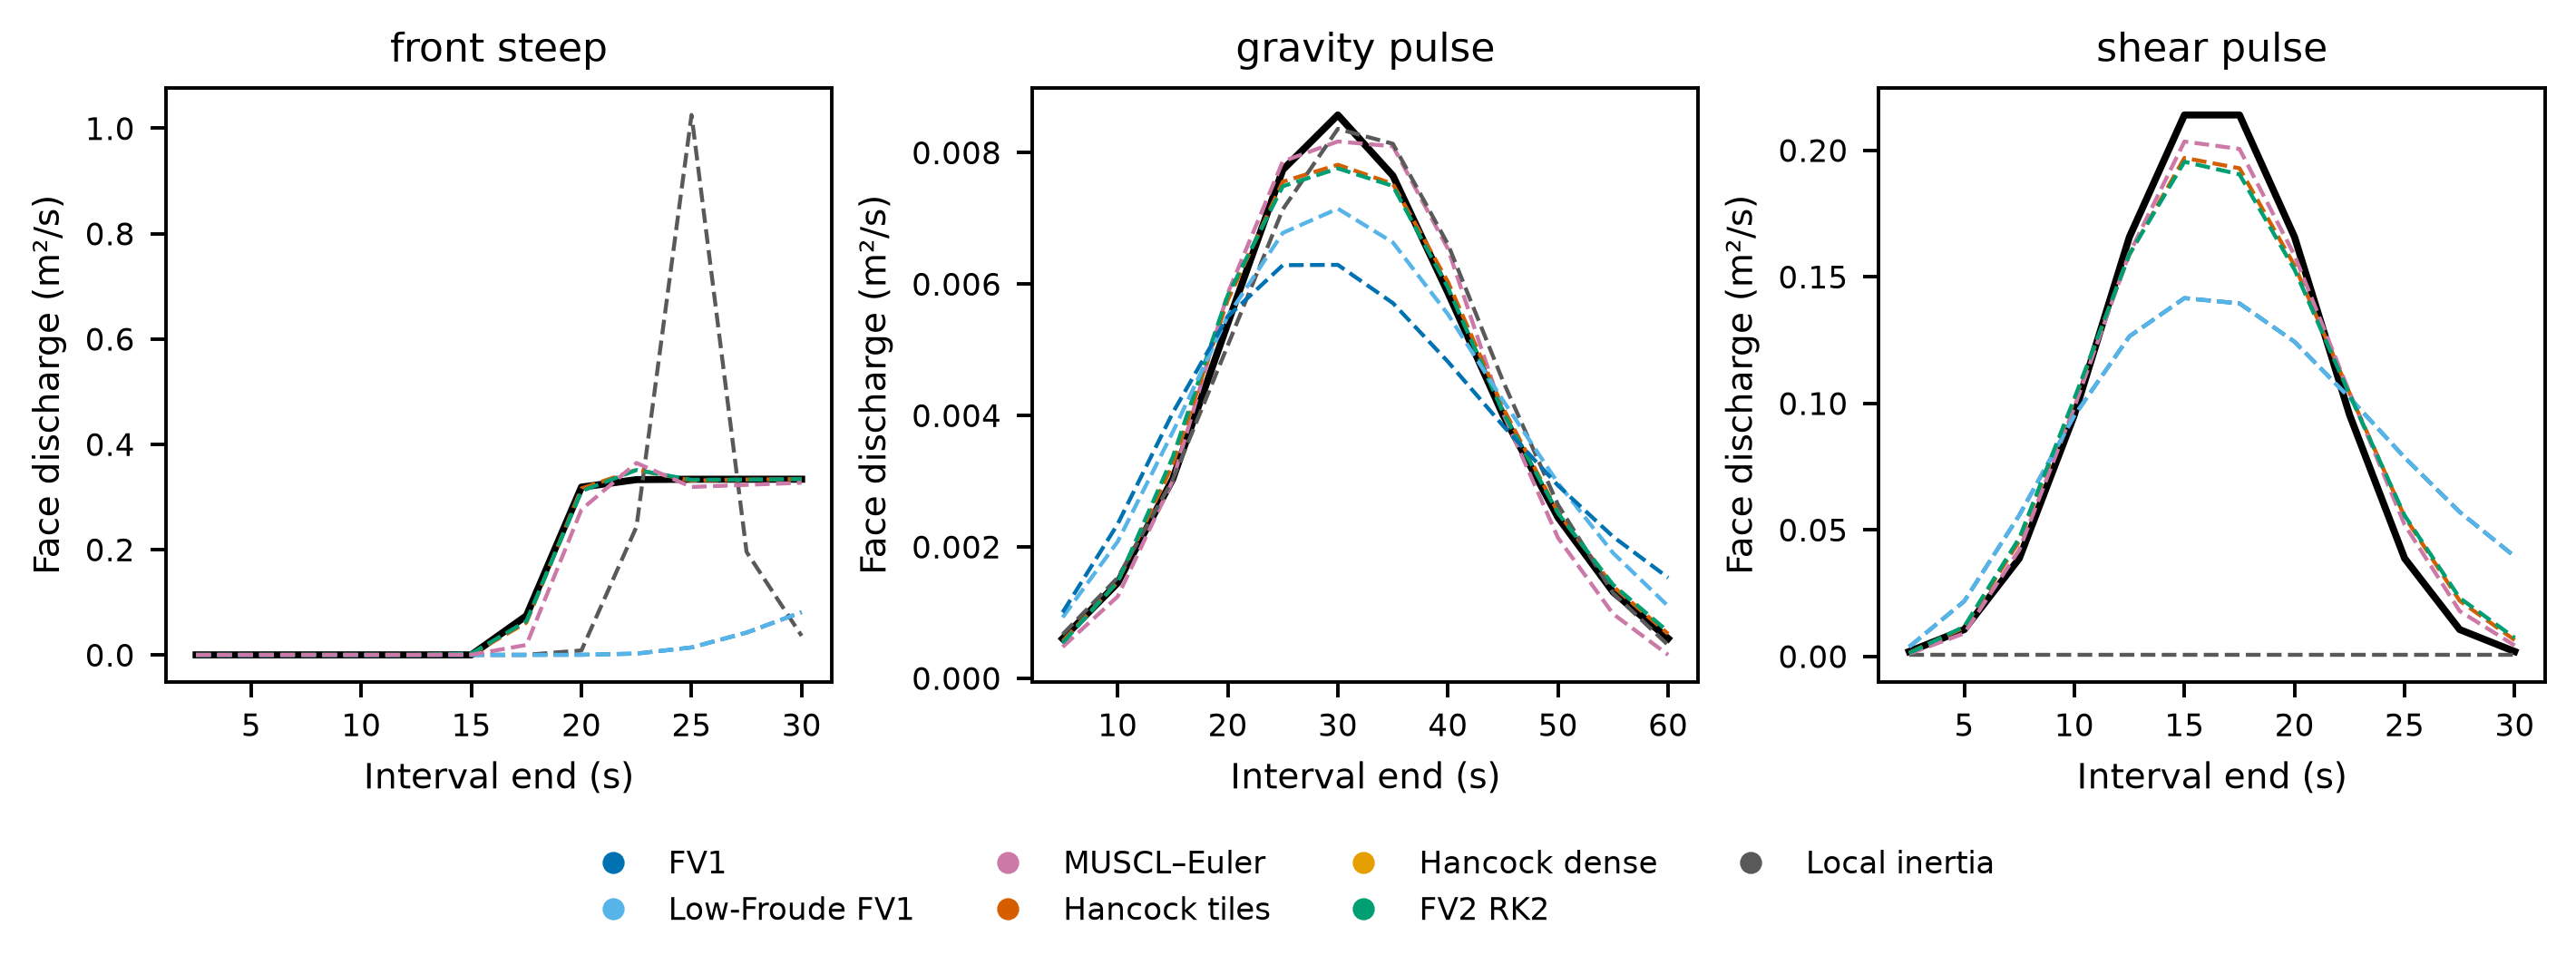 front steep
gravity pulse
shear pulse
Face discharge (m²/s)
1.0
0.8
0.6
0.4
0.2
0.0
5 10 15 20 25 30
Interval end (s)
Face discharge (m²/s)
0.008
0.006
0.004
0.002
0.000
10 20 30 40 50 60
Interval end (s)
Face discharge (m²/s)
0.20
0.15
0.10
0.05
0.00
5 10 15 20 25 30
Interval end (s)
FV1
Low-Froude FV1
MUSCL–Euler
Hancock tiles
Hancock dense
FV2 RK2
Local inertia